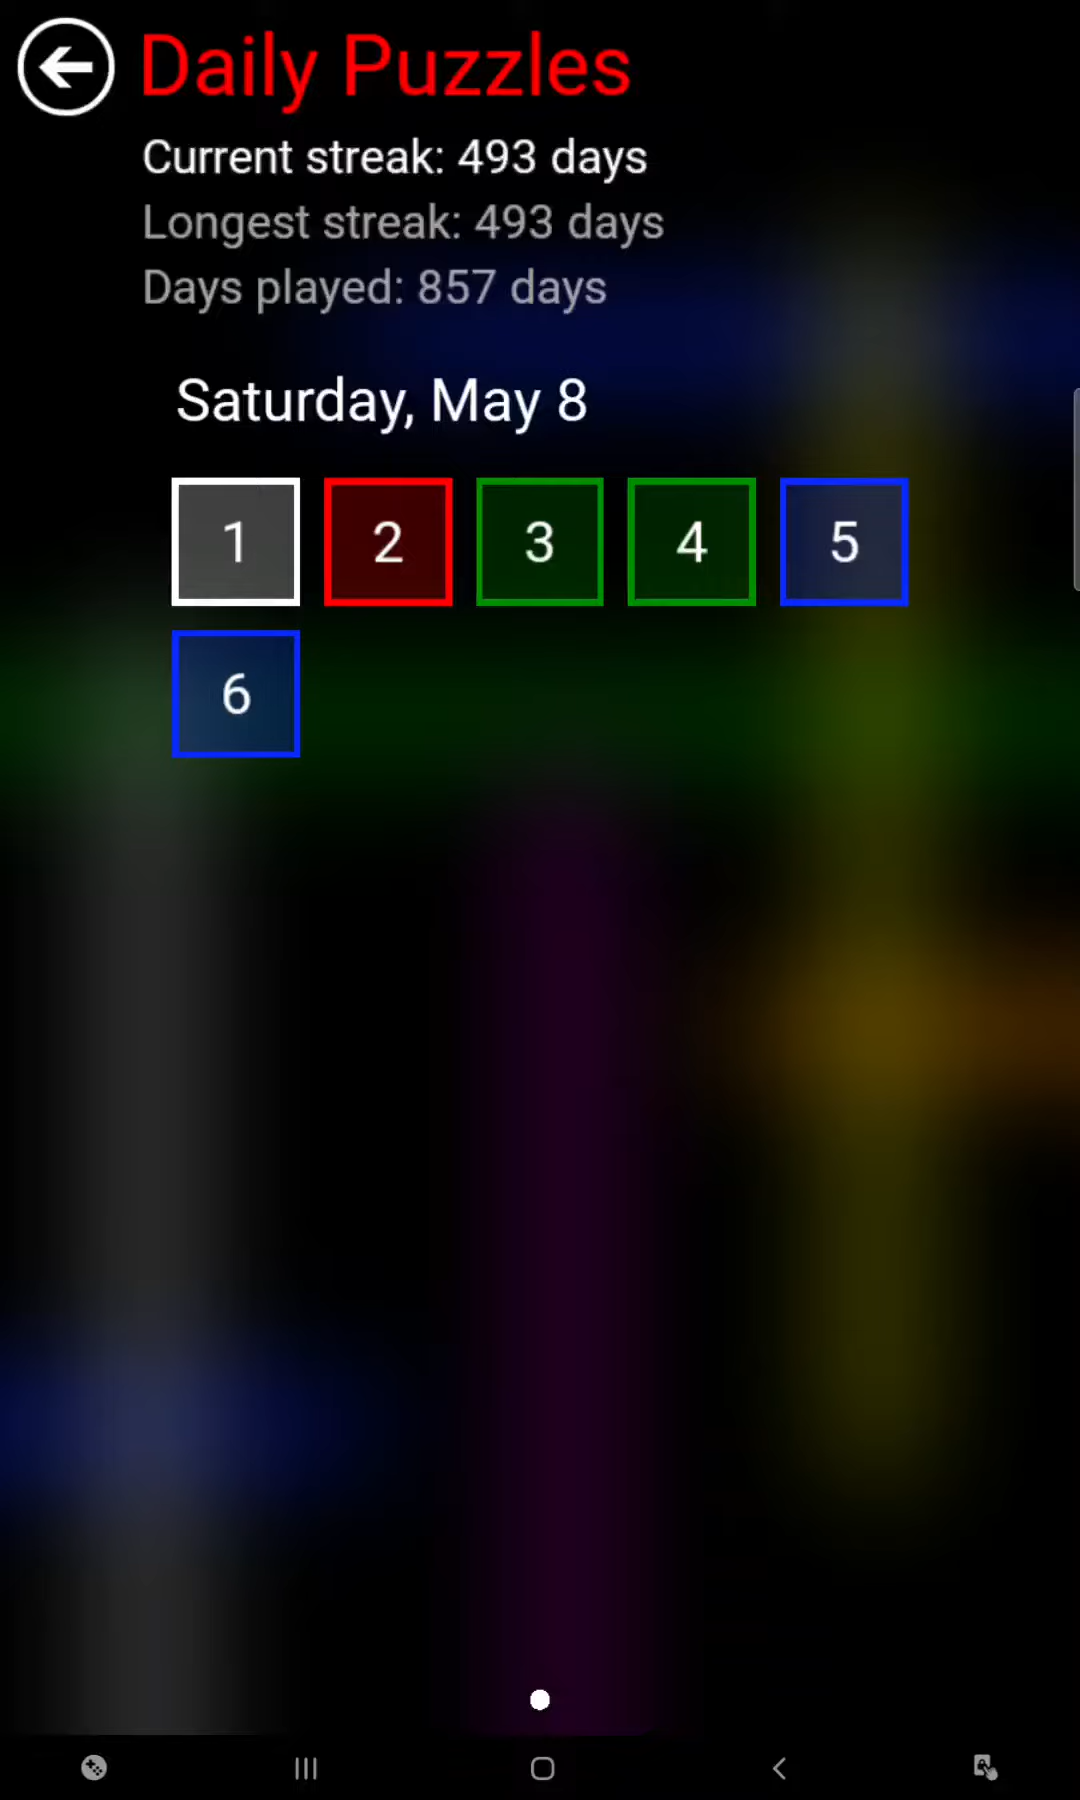 Daily Puzzles
Current streak: 493 days
Longest streak: 493 days
Days played: 857 days
Saturday, May 8
1 2 3 4 5
6